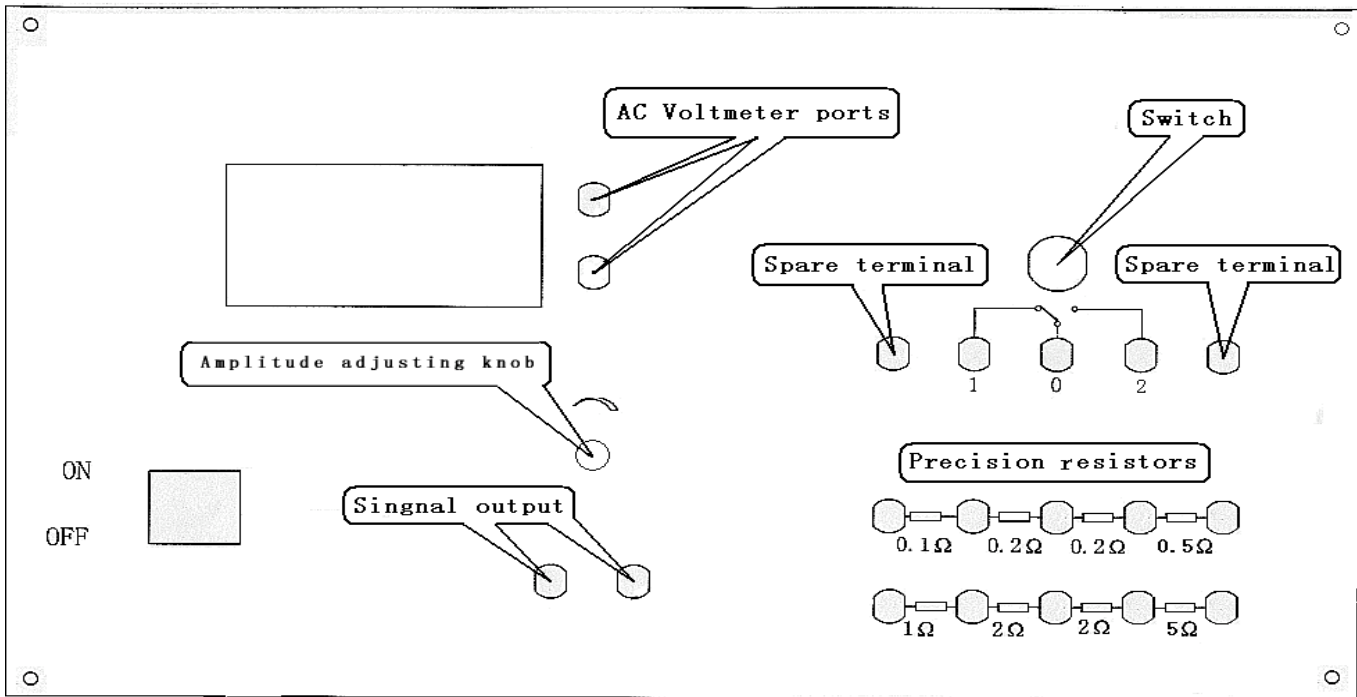 AC Voltmeter ports
Switch
Spare terminal
Spare terminal
Amplitude adjusting knob
1
0
2
ON
OFF
Singnal output
Precision resistors
0.1Ω
0.2Ω
0.2Ω
0.5Ω
1Ω
2Ω
2Ω
5Ω